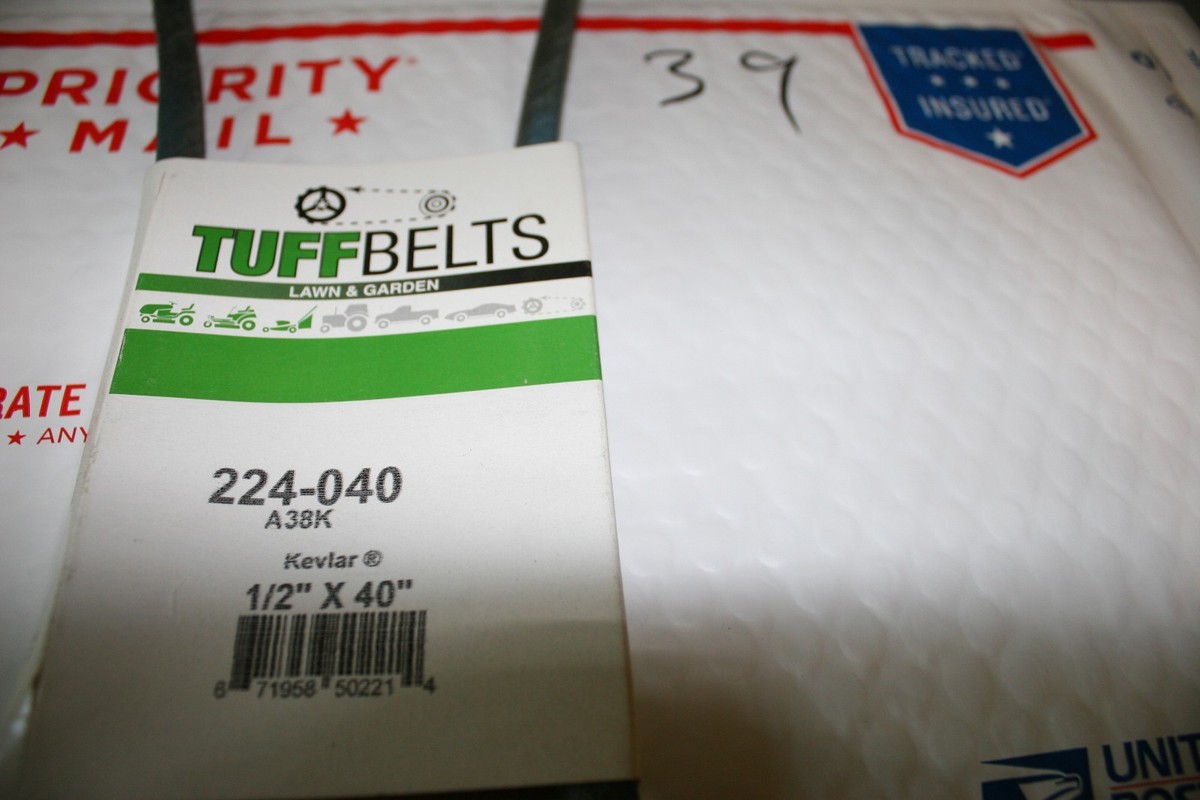 PRIORITY
MAIL
39
TRACKED
INSURED
TUFFBELTS
LAWN & GARDEN
RATE
ANY
224-040
A38K
Kevlar ®
1/2" X 40"
6 71958 50221 4
UNIT